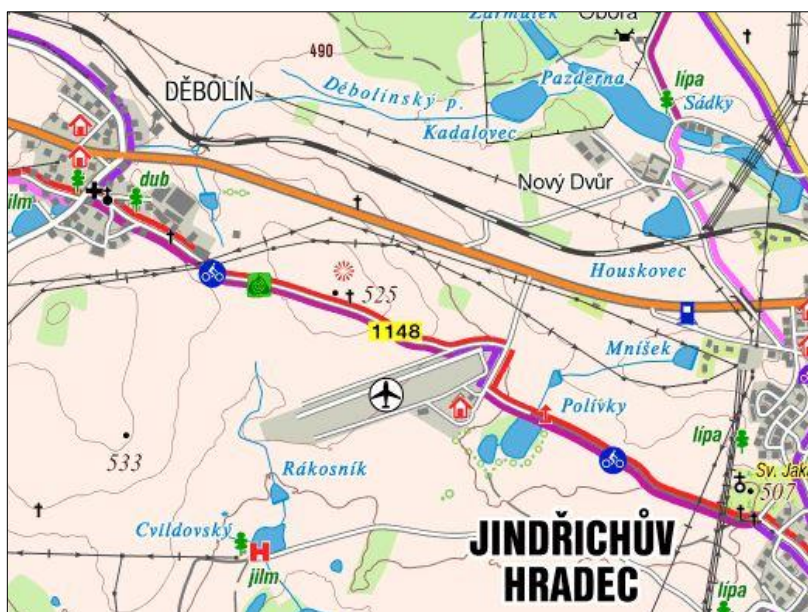 Zármutek
Obora
490
Děbolínský p.
DĚBOLÍN
Pazderna
lípa
Sádky
Kadalovec
Nový Dvůr
dub
jilm
Houskovec
525
1148
Mníšek
Polívky
533
Rákosník
lípa
Sv. Jak
507
Cvildovský
jilm
H
JINDŘICHŮV
HRADEC
lípa